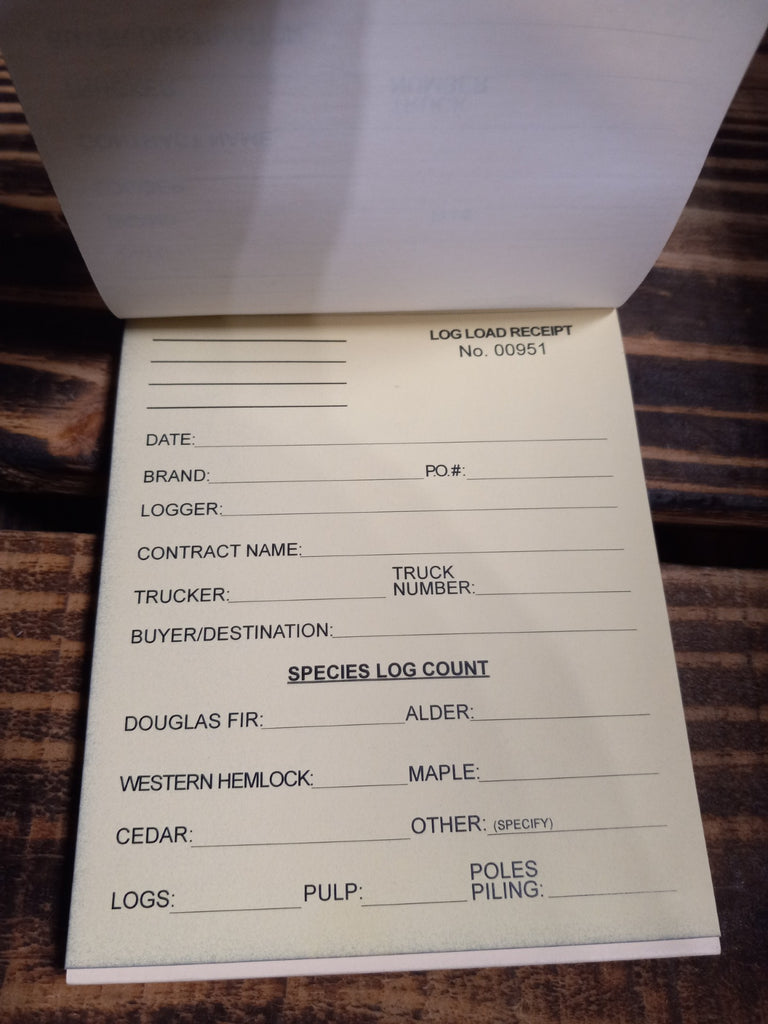 LOG LOAD RECEIPT
No. 00951
DATE:
BRAND: P.O.#:
LOGGER:
CONTRACT NAME:
TRUCKER: TRUCK NUMBER:
BUYER/DESTINATION:
SPECIES LOG COUNT
DOUGLAS FIR: ALDER:
WESTERN HEMLOCK: MAPLE:
CEDAR: OTHER: (SPECIFY)
LOGS: PULP: POLES PILING: